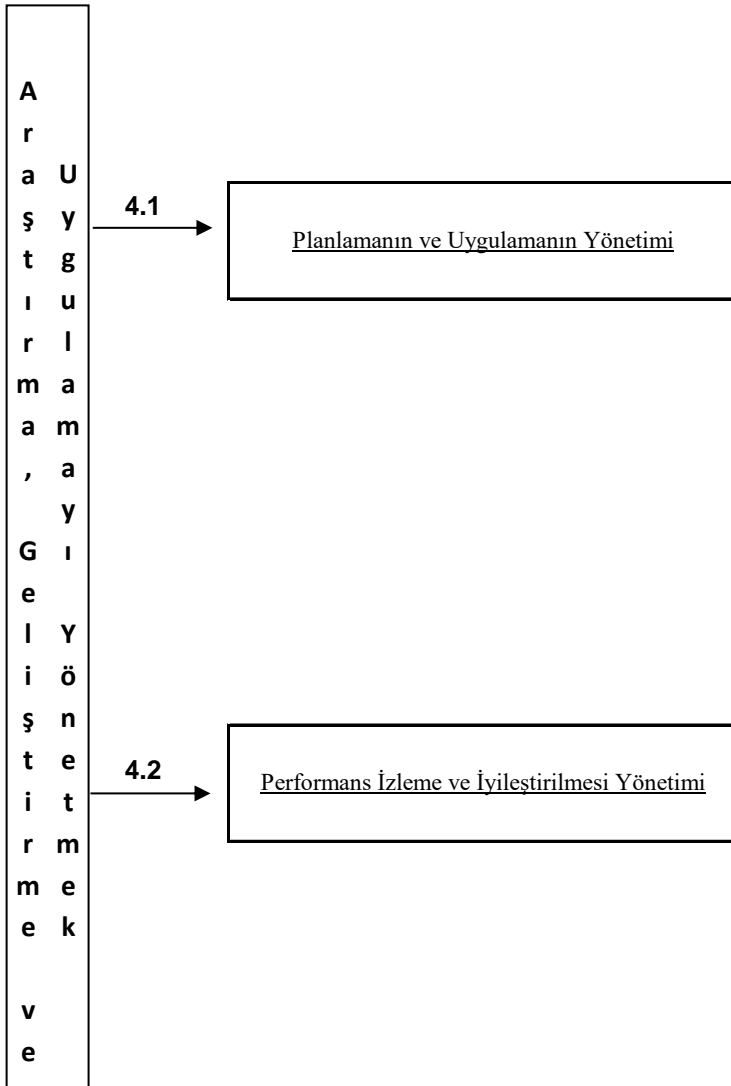 Araştırma, Geliştirme ve
Uygulamayı Yönetmek
4.1
Planlamanın ve Uygulamanın Yönetimi
4.2
Performans İzleme ve İyileştirilmesi Yönetimi